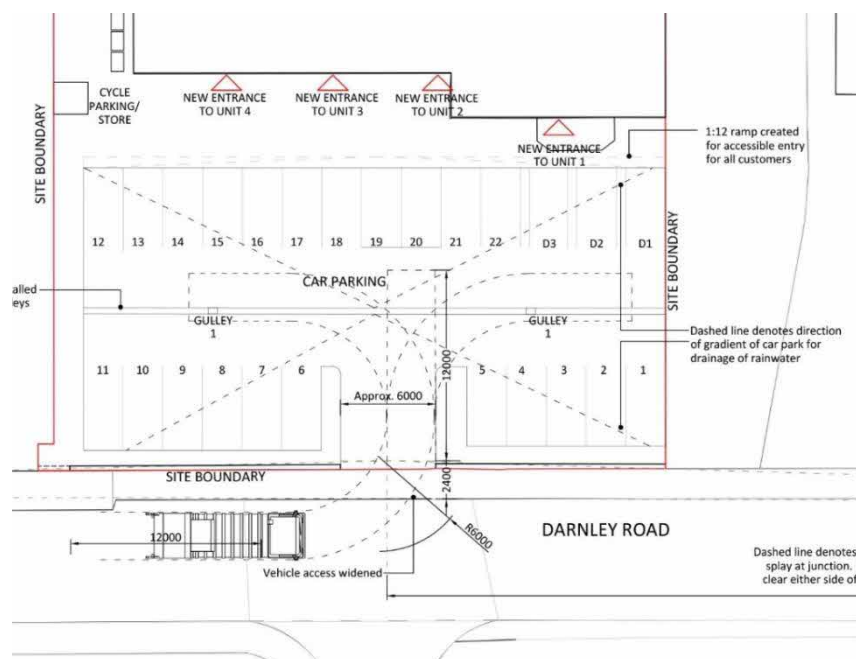 CYCLE
PARKING/
STORE
NEW ENTRANCE
TO UNIT 4
NEW ENTRANCE
TO UNIT 3
NEW ENTRANCE
TO UNIT 2
NEW ENTRANCE
TO UNIT 1
1:12 ramp created
for accessible entry
for all customers
SITE BOUNDARY
SITE BOUNDARY
12 13 14 15 16 17 18 19 20 21 22 D3 D2 D1
CAR PARKING
alled
eys
GULLEY
1
GULLEY
1
Dashed line denotes direction
of gradient of car park for
drainage of rainwater
11 10 9 8 7 6 5 4 3 2 1
12000
Approx. 6000
SITE BOUNDARY
2400
R6000
12000
DARNLEY ROAD
Vehicle access widened
Dashed line denotes
splay at junction.
clear either side of